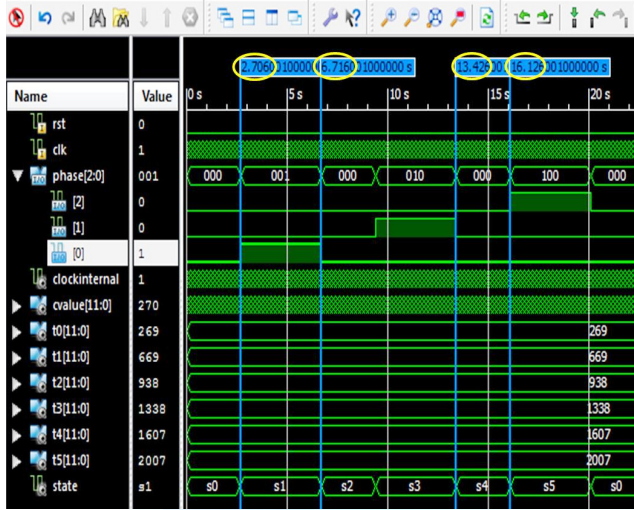 2.7060010000 6.716001000000 s 13.42600 16.126001000000 s
Name Value 0 s 5 s 10 s 15 s 20 s
rst 0
clk 1
phase[2:0] 001 000 001 000 010 000 100 000
[2] 0
[1] 0
[0] 1
clockinternal 1
cvalue[11:0] 270
t0[11:0] 269 269
t1[11:0] 669 669
t2[11:0] 938 938
t3[11:0] 1338 1338
t4[11:0] 1607 1607
t5[11:0] 2007 2007
state s1 s0 s1 s2 s3 s4 s5 s0